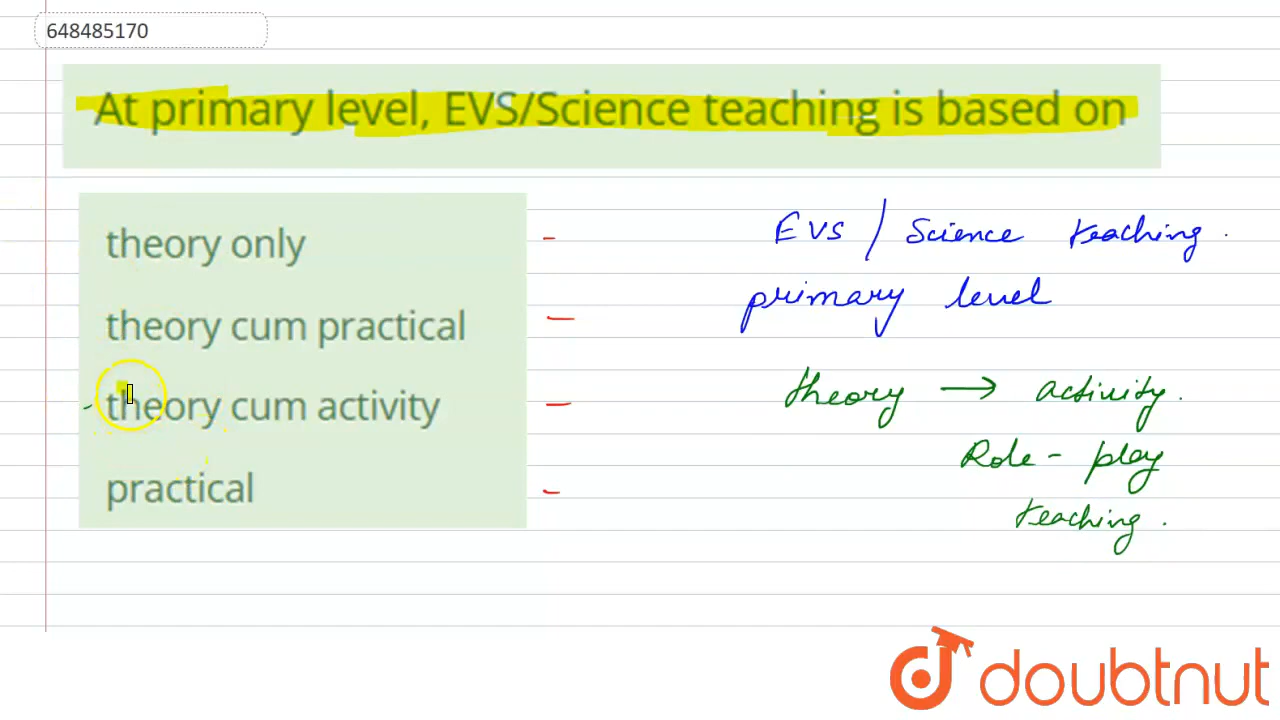 648485170
At primary level, EVS/Science teaching is based on
theory only
theory cum practical
theory cum activity
practical
EVS / Science teaching.
primary level
theory → activity.
Role-play
teaching.
doubtnut